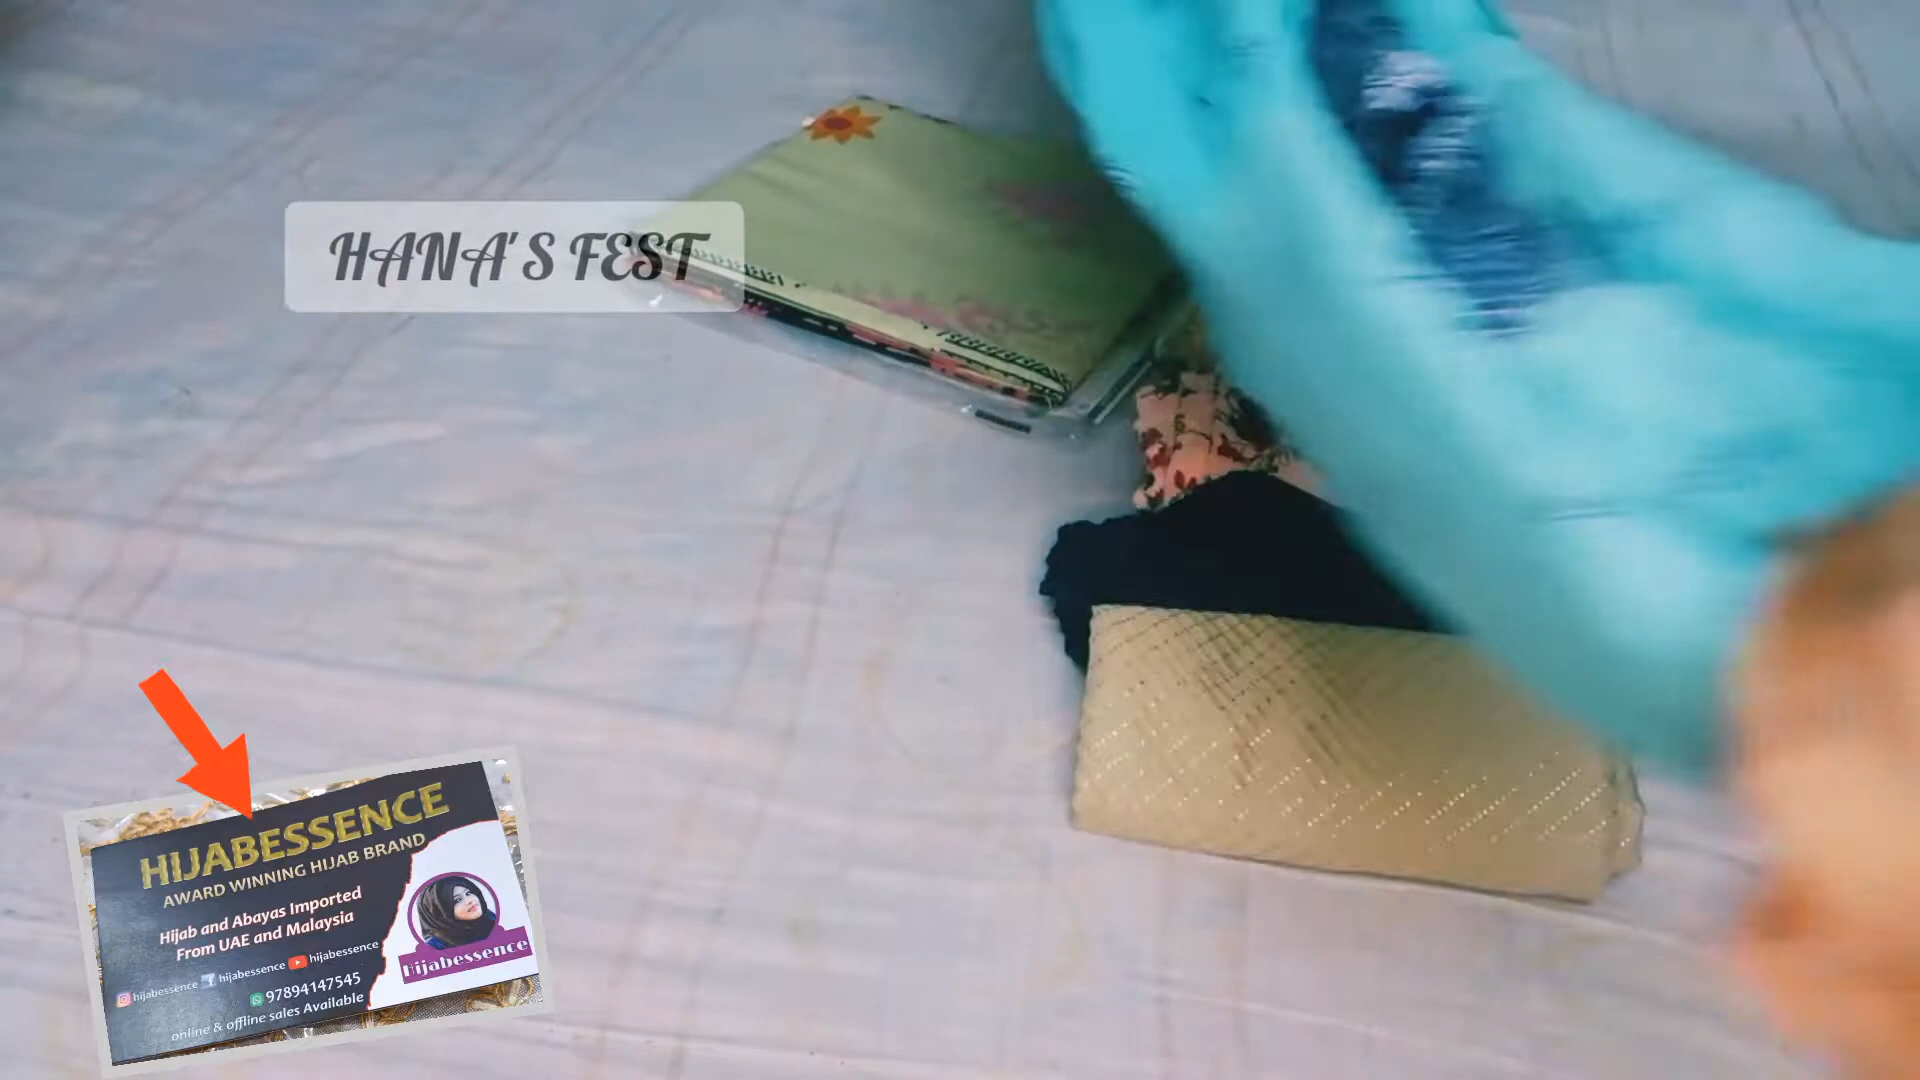 HANA'S FEST
HIJABESSENCE
AWARD WINNING HIJAB BRAND
Hijab and Abayas Imported
From UAE and Malaysia
hijabessence hijabessence hijabessence
97894147545
online & offline sales Available
Hijabessence